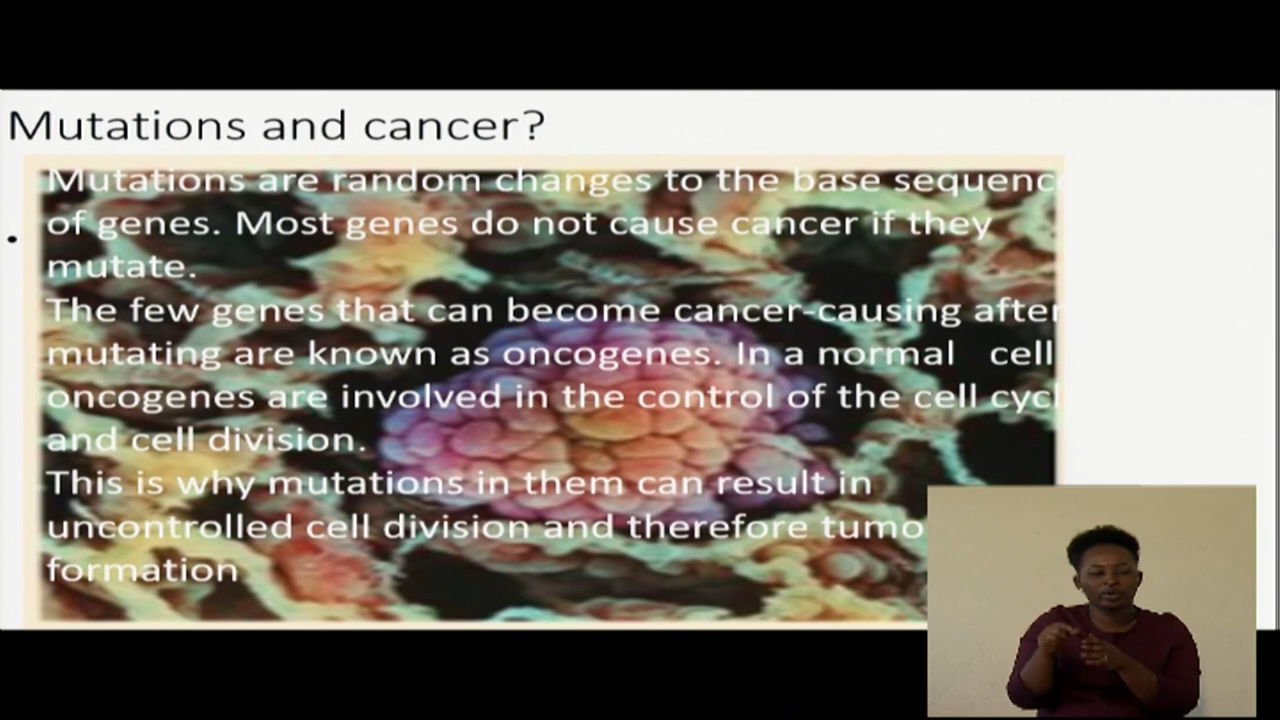 Mutations and cancer?
Mutations are random changes to the base sequenc
of genes. Most genes do not cause cancer if they
mutate.
The few genes that can become cancer-causing after
mutating are known as oncogenes. In a normal cell
oncogenes are involved in the control of the cell cycl
and cell division.
This is why mutations in them can result in
uncontrolled cell division and therefore tumo
formation